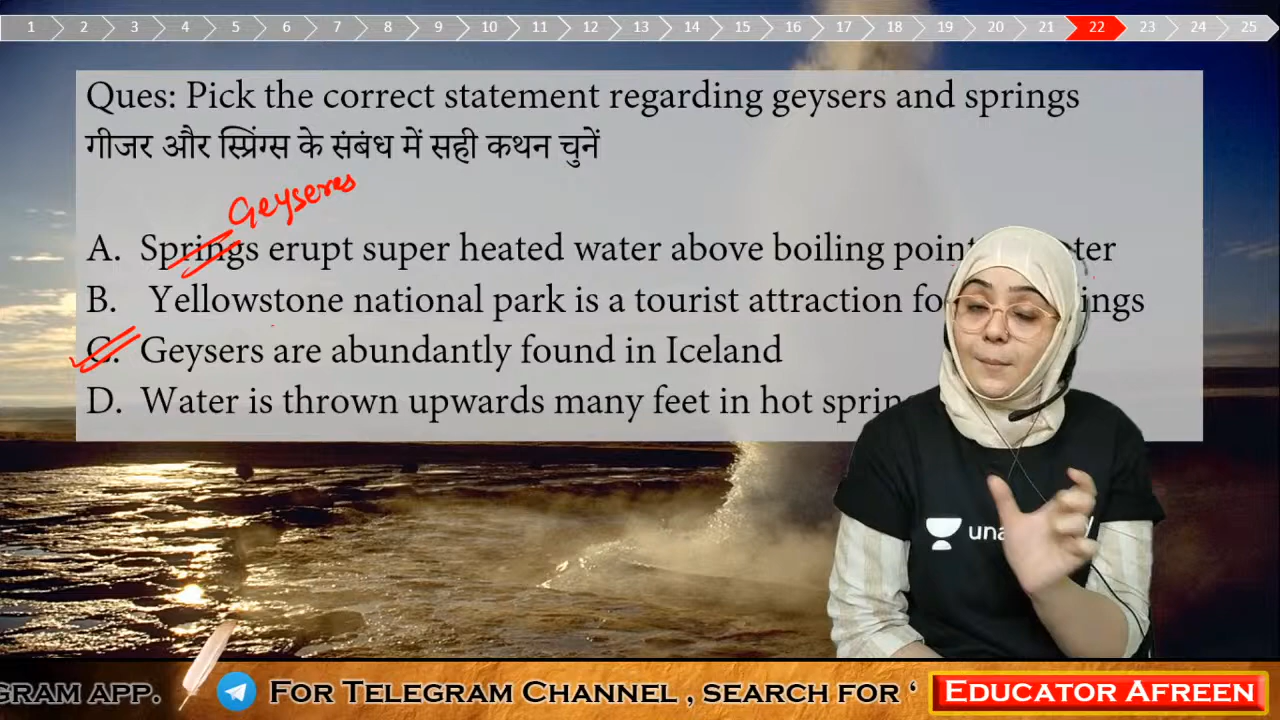 1 2 3 4 5 6 7 8 9 10 11 12 13 14 15 16 17 18 19 20 21 22 23 24 25
Ques: Pick the correct statement regarding geysers and springs
गीजर और स्प्रिंग्स के संबंध में सही कथन चुनें
Geyseres
A. Springs erupt super heated water above boiling point
B. Yellowstone national park is a tourist attraction
C. Geysers are abundantly found in Iceland
D. Water is thrown upwards many feet in hot
una
GRAM APP. FOR TELEGRAM CHANNEL , SEARCH FOR ‘ EDUCATOR AFREEN